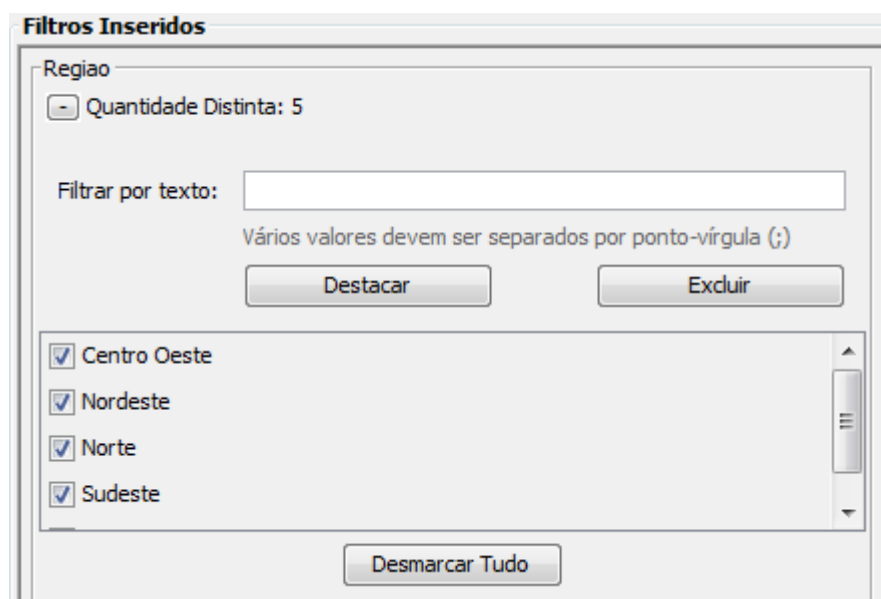 Filtros Inseridos
Regiao
- Quantidade Distinta: 5
Filtrar por texto:
Vários valores devem ser separados por ponto-vírgula (;)
Destacar Excluir
Centro Oeste
Nordeste
Norte
Sudeste
Desmarcar Tudo